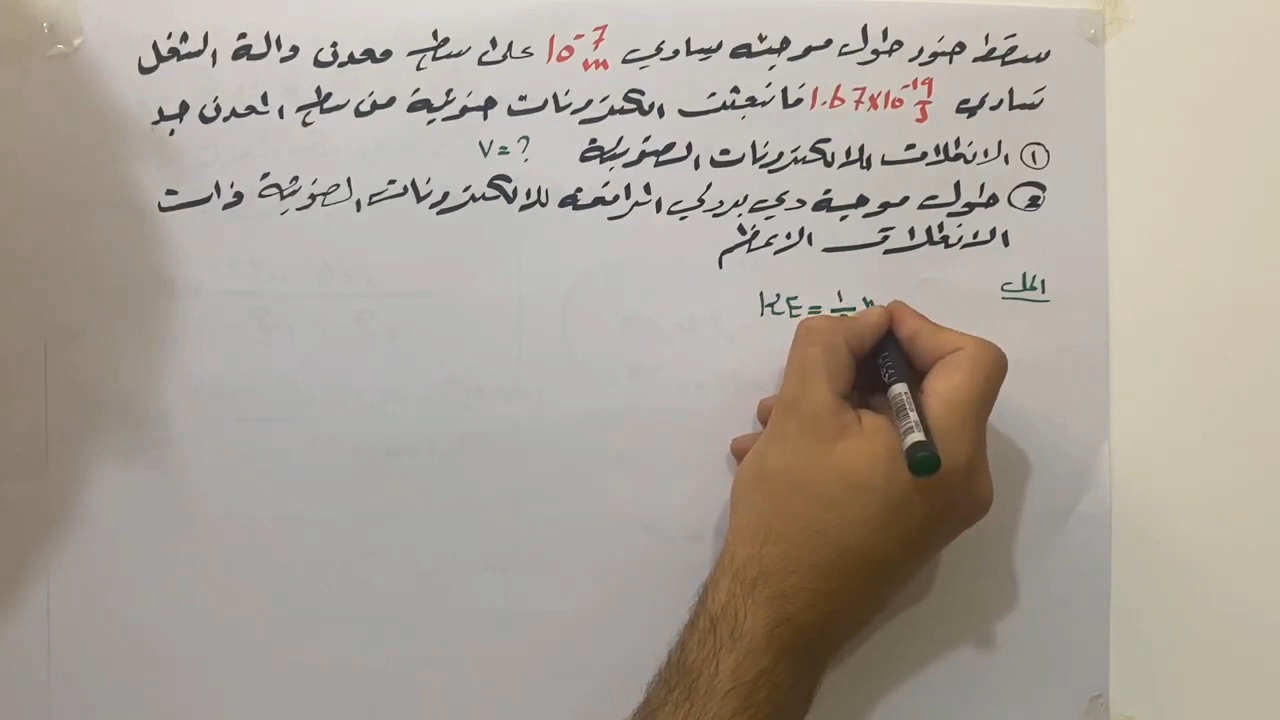 سقط ضوء طول موجته يساوي 10⁻⁷ m على سطح معدن دالة الشغل
تساوي 1.67x10⁻¹⁹ J فانبعثت الكترونات ضوئية من سطح المعدن جد
① الانطلاق للالكترونات الضوئية V = ?
② طول موجة دي برولي المرافقة للالكترونات الضوئية ذات
الانطلاق الاعظم
الحل
KE = 1/2